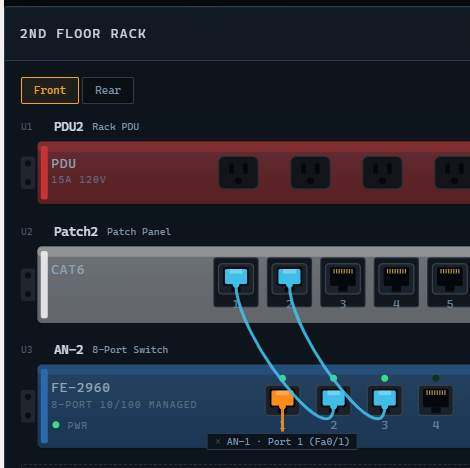 2ND FLOOR RACK
Front Rear
U1 PDU2 Rack PDU
PDU
15A 120V
U2 Patch2 Patch Panel
CAT6
1 2 3 4 5
U3 AN-2 8-Port Switch
FE-2960
8-PORT 10/100 MANAGED
PWR
1 2 3 4
× AN-1 · Port 1 (Fa0/1)